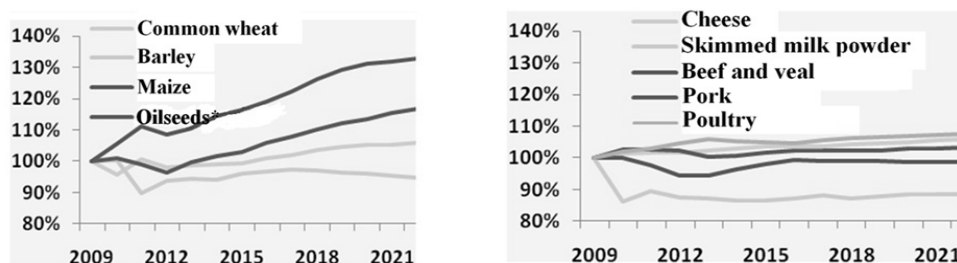 Common wheat
Barley
Maize
Oilseeds*
140%
130%
120%
110%
100%
90%
80%
2009 2012 2015 2018 2021
Cheese
Skimmed milk powder
Beef and veal
Pork
Poultry
140%
130%
120%
110%
100%
90%
80%
2009 2012 2015 2018 2021